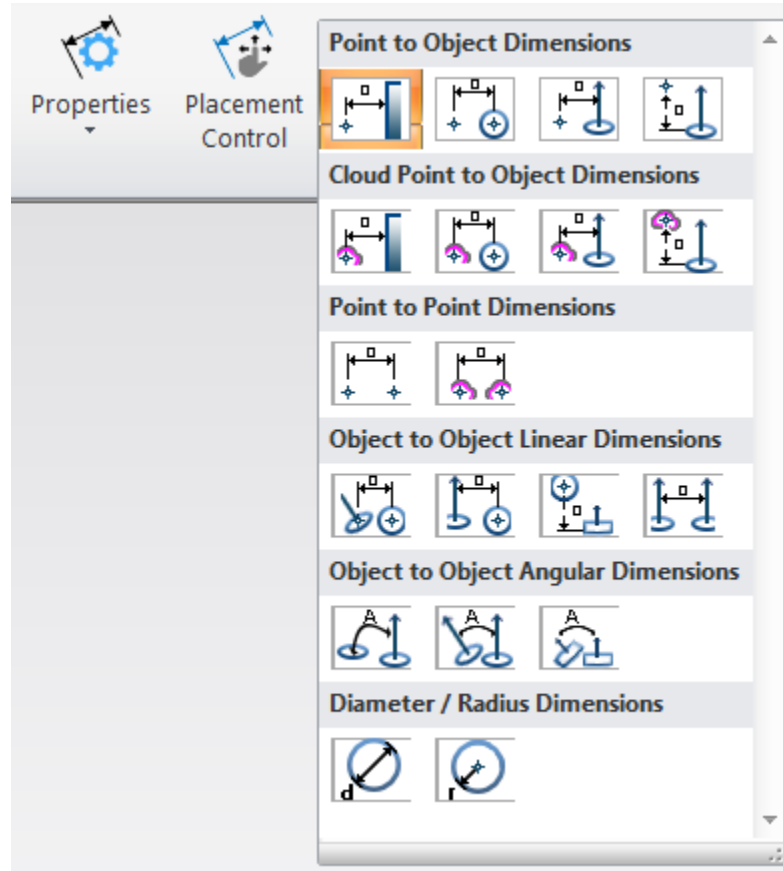 Properties
Placement
Control
Point to Object Dimensions
Cloud Point to Object Dimensions
Point to Point Dimensions
Object to Object Linear Dimensions
Object to Object Angular Dimensions
A A A
Diameter / Radius Dimensions
d r